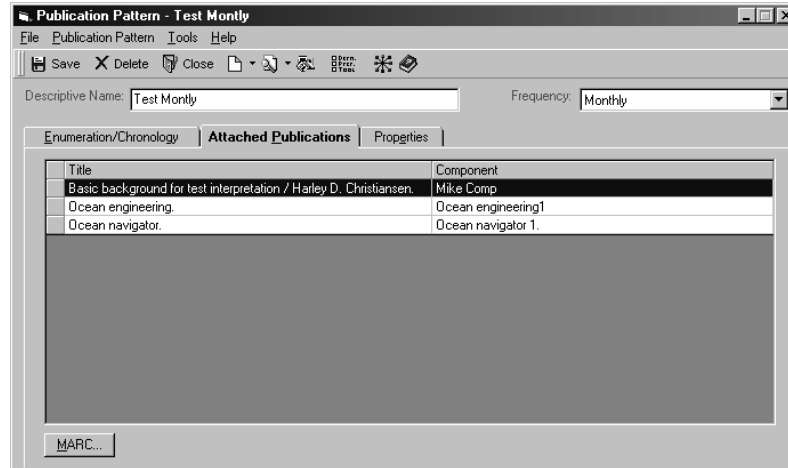 Publication Pattern - Test Montly
File Publication Pattern Tools Help
Save Delete Close
Descriptive Name: Test Montly Frequency: Monthly
Enumeration/Chronology Attached Publications Properties
Title Component
Basic background for test interpretation / Harley D. Christiansen. Mike Comp
Ocean engineering. Ocean engineering1
Ocean navigator. Ocean navigator 1.
MARC...